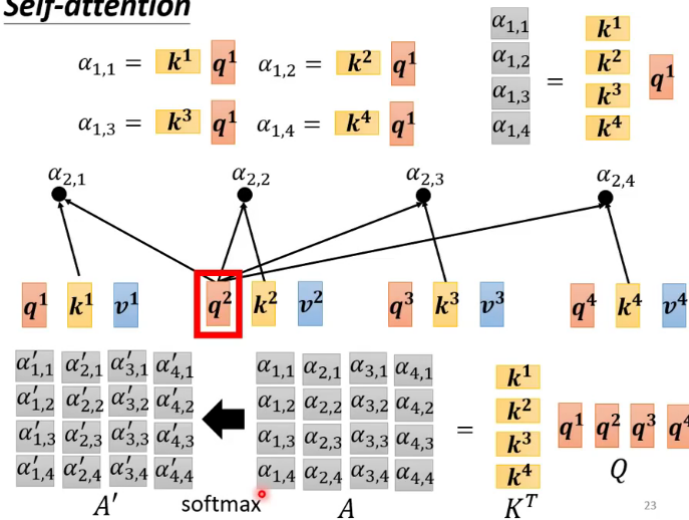 Self-attention
α1,1 = k¹ q¹ α1,2 = k² q¹
α1,3 = k³ q¹ α1,4 = k⁴ q¹
α1,1
α1,2
α1,3
α1,4
=
k¹
k²
k³
k⁴
q¹
α2,1 α2,2 α2,3 α2,4
q¹ k¹ v¹ q² k² v² q³ k³ v³ q⁴ k⁴ v⁴
α′1,1 α′2,1 α′3,1 α′4,1
α′1,2 α′2,2 α′3,2 α′4,2
α′1,3 α′2,3 α′3,3 α′4,3
α′1,4 α′2,4 α′3,4 α′4,4
A′
softmax
α1,1 α2,1 α3,1 α4,1
α1,2 α2,2 α3,2 α4,2
α1,3 α2,3 α3,3 α4,3
α1,4 α2,4 α3,4 α4,4
A
=
k¹
k²
k³
k⁴
Kᵀ
q¹ q² q³ q⁴
Q
23